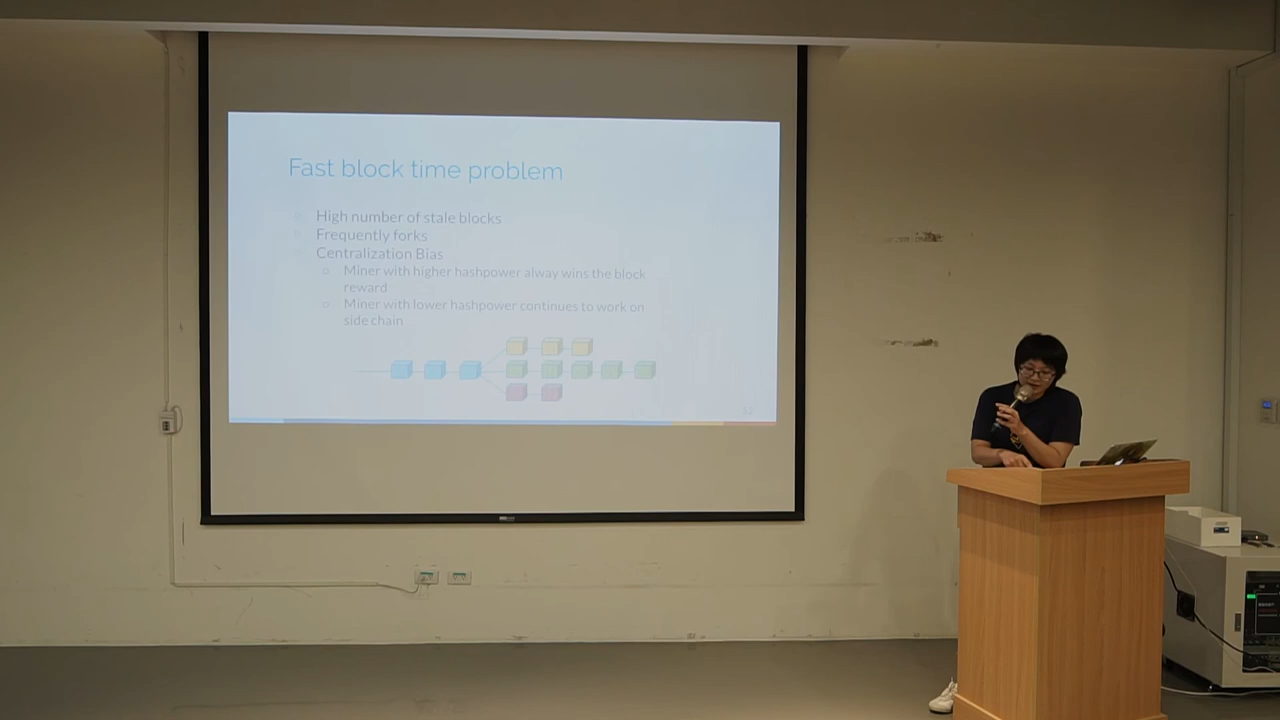 Fast block time problem
High number of stale blocks
Frequently forks
Centralization Bias
Miner with higher hashpower alway wins the block
reward
Miner with lower hashpower continues to work on
side chain